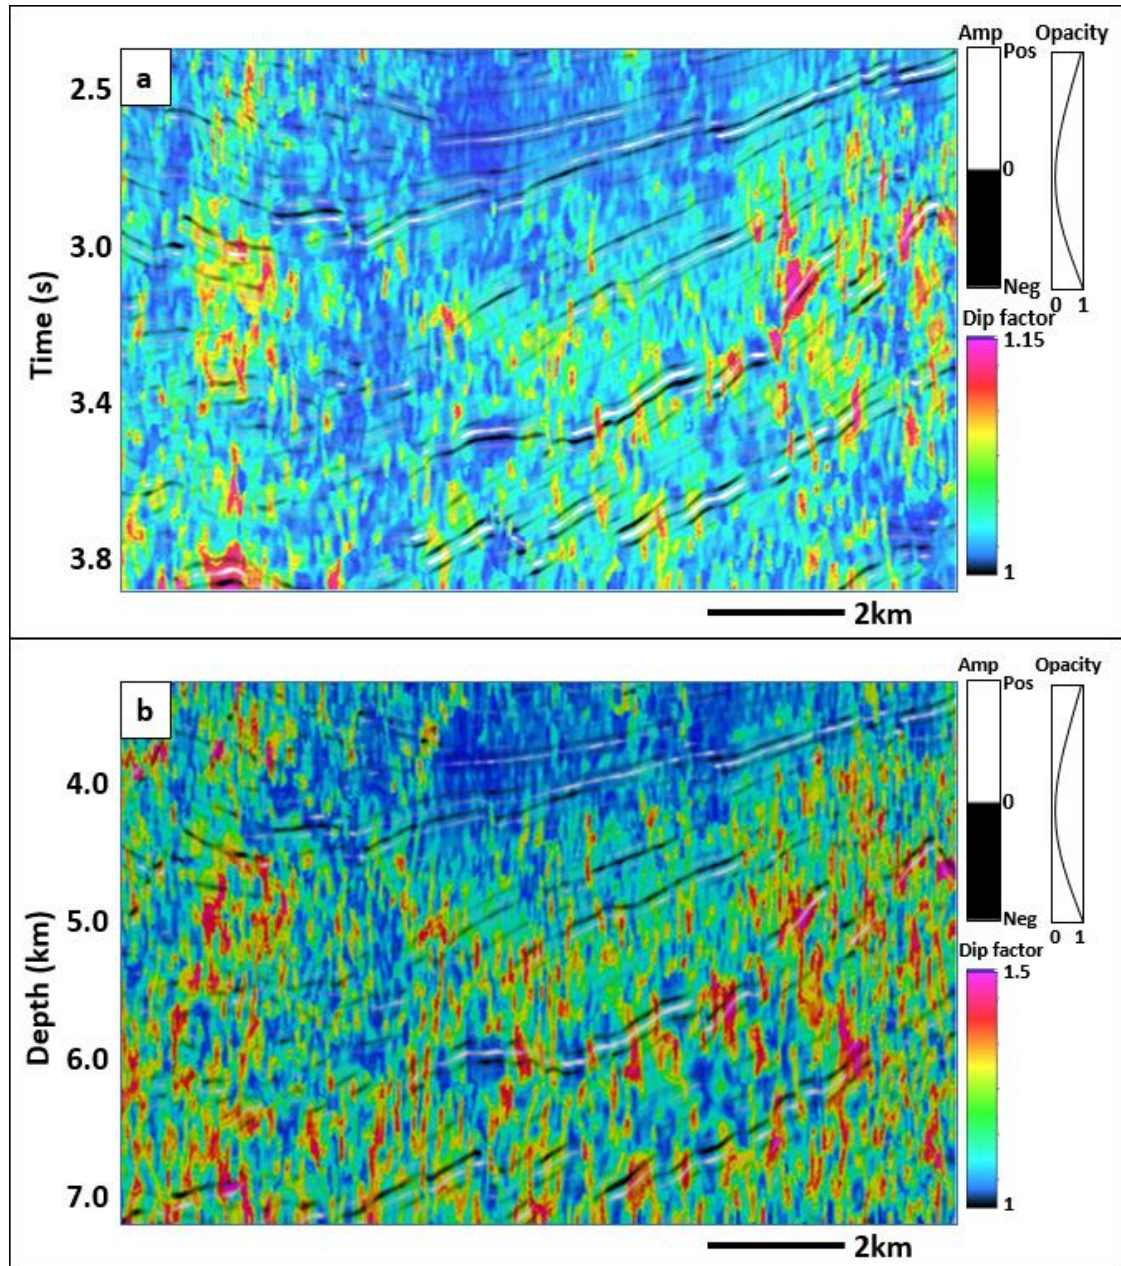 a
2.5
3.0
3.4
3.8
Time (s)
2km
Amp
Opacity
Pos
0
Neg
0 1
Dip factor
1.15
1
b
4.0
5.0
6.0
7.0
Depth (km)
2km
Amp
Opacity
Pos
0
Neg
0 1
Dip factor
1.5
1